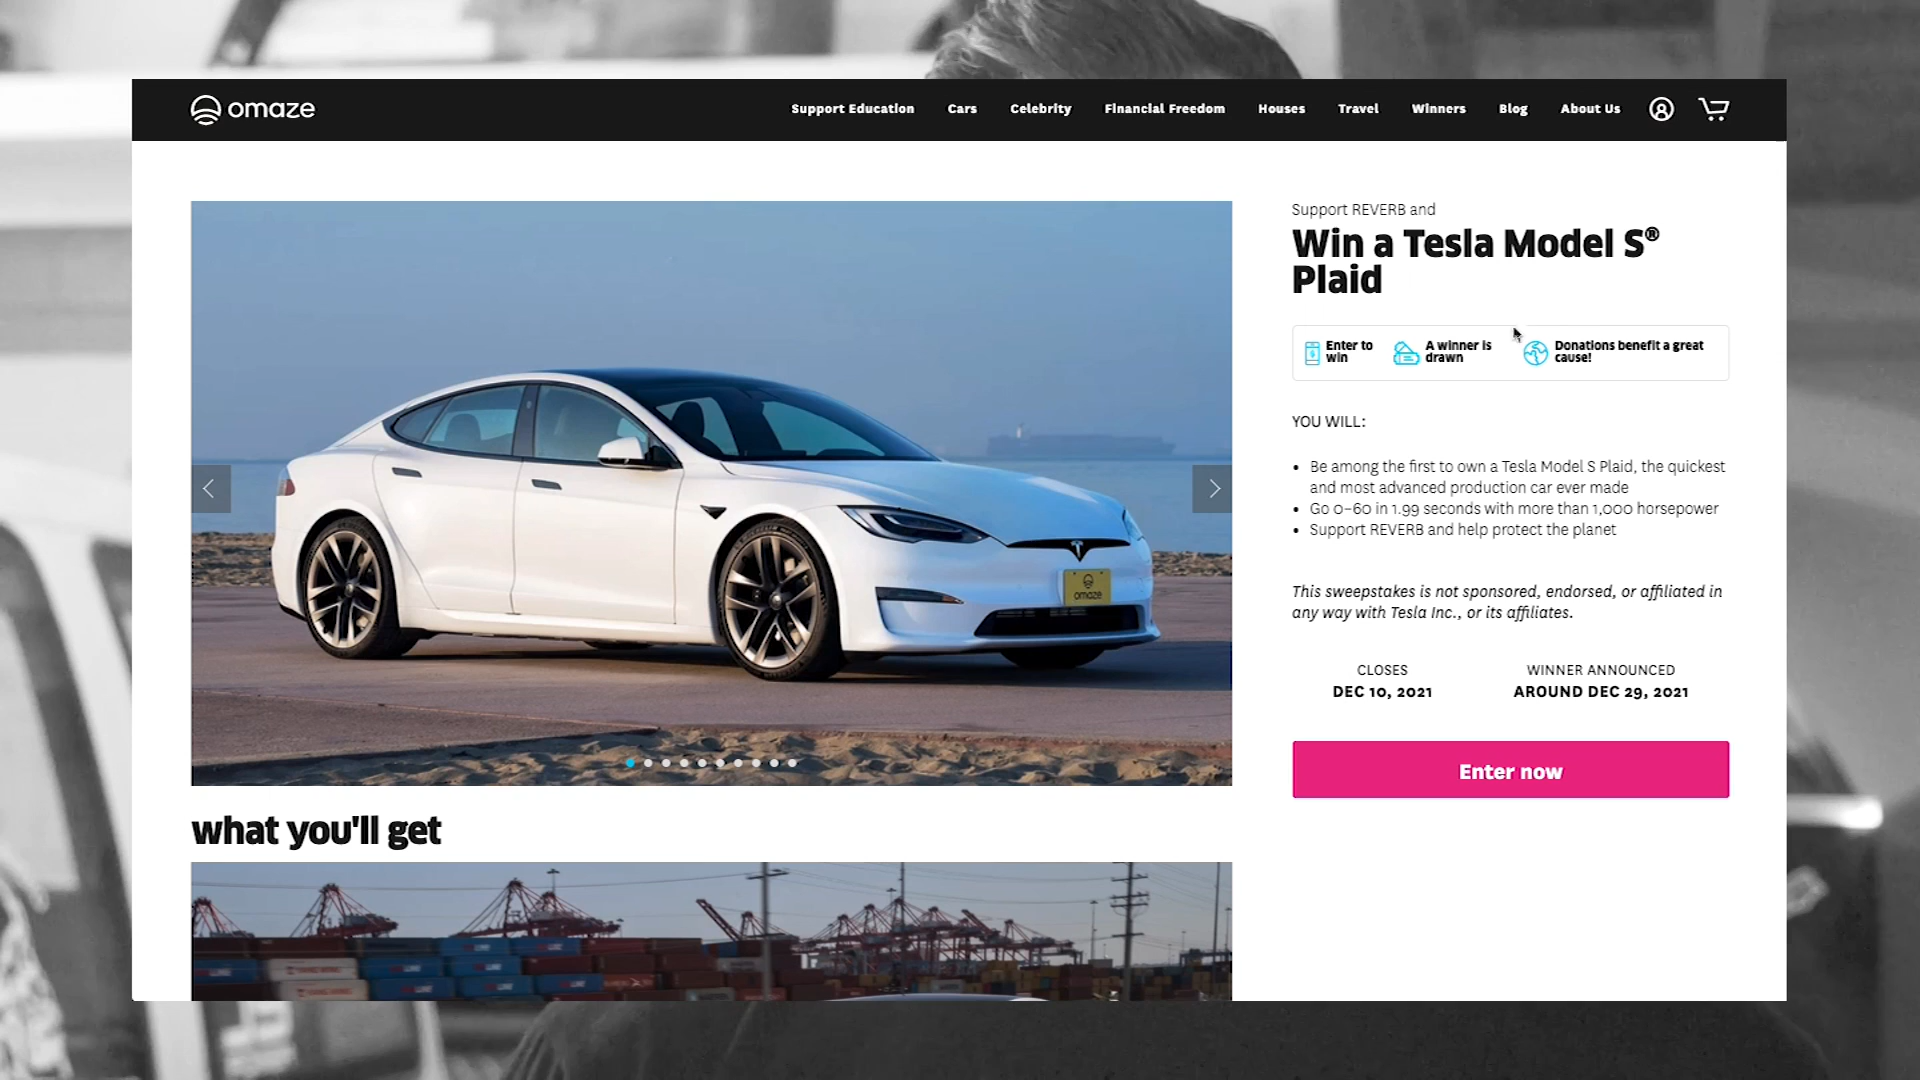 omaze
Support Education
Cars
Celebrity
Financial Freedom
Houses
Travel
Winners
Blog
About Us
Support REVERB and
Win a Tesla Model S®
Plaid
Enter to
win
A winner is
drawn
Donations benefit a great
cause!
YOU WILL:
• Be among the first to own a Tesla Model S Plaid, the quickest
and most advanced production car ever made
• Go 0–60 in 1.99 seconds with more than 1,000 horsepower
• Support REVERB and help protect the planet
This sweepstakes is not sponsored, endorsed, or affiliated in
any way with Tesla Inc., or its affiliates.
CLOSES
DEC 10, 2021
WINNER ANNOUNCED
AROUND DEC 29, 2021
Enter now
omaze
what you'll get